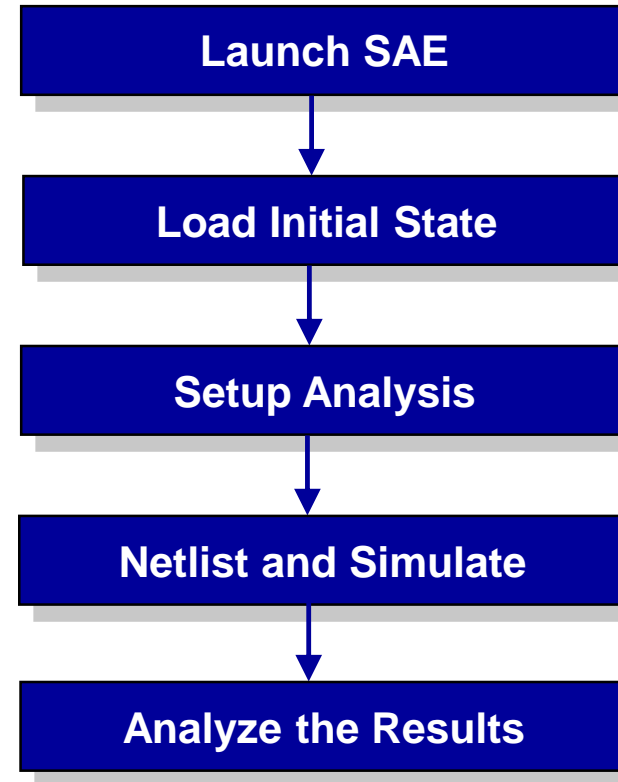 Launch SAE
Load Initial State
Setup Analysis
Netlist and Simulate
Analyze the Results